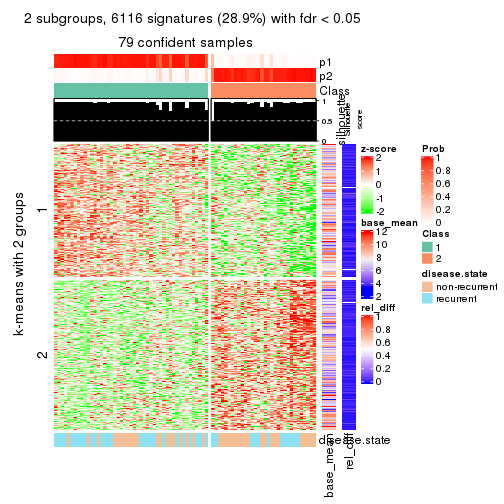 2 subgroups, 6116 signatures (28.9%) with fdr < 0.05
79 confident samples
p1
p2
Class
1
0.5
0
silhouette
score
k-means with 2 groups
1
2
disease.state
base_mean
rel_diff
z-score
2
1
0
-1
-2
base_mean
12
10
8
6
4
2
rel_diff
1
0.8
0.6
0.4
0.2
0
Prob
1
0.8
0.6
0.4
0.2
0
Class
1
2
disease.state
non-recurrent
recurrent